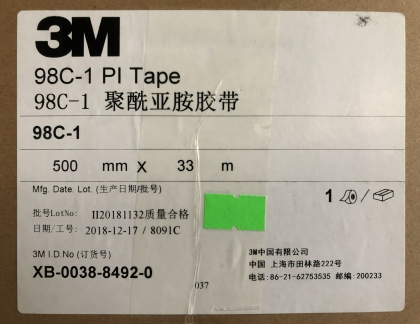 3M
98C-1 PI Tape
98C-1 聚酰亚胺胶带
98C-1
500 mm X 33 m
Mfg. Date. Lot. (生产日期/批号)
1
批号LotNo: II20181132质量合格
日期/工号: 2018-12-17 / 8091C
3M I.D.No (订货号)
XB-0038-8492-0
3M中国有限公司
中国 上海市田林路222号
电话:86-21-62753535 邮编:200233
037